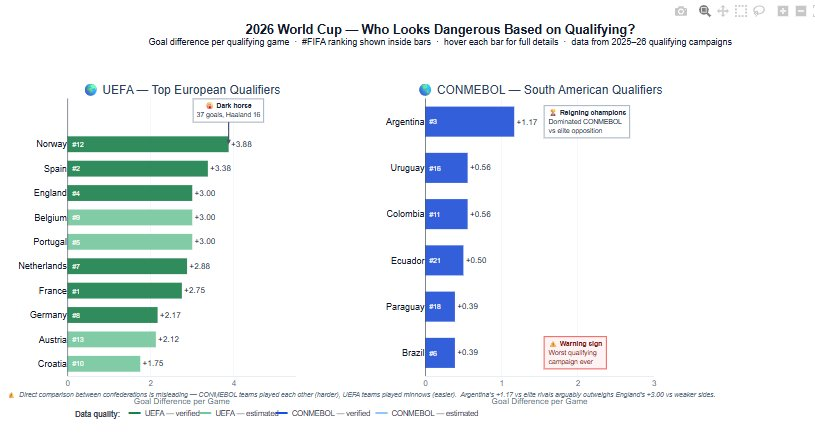 2026 World Cup — Who Looks Dangerous Based on Qualifying?
Goal difference per qualifying game · #FIFA ranking shown inside bars · hover each bar for full details · data from 2025–26 qualifying campaigns
UEFA — Top European Qualifiers
Dark horse
37 goals, Haaland 16
Norway #12 +3.88
Spain #2 +3.38
England #4 +3.00
Belgium #9 +3.00
Portugal #5 +3.00
Netherlands #7 +2.88
France #1 +2.75
Germany #8 +2.17
Austria #13 +2.12
Croatia #10 +1.75
0 2 4
Goal Difference per Game
CONMEBOL — South American Qualifiers
Argentina #3 +1.17
Reigning champions
Dominated CONMEBOL
vs elite opposition
Uruguay #16 +0.56
Colombia #11 +0.56
Ecuador #21 +0.50
Paraguay #18 +0.39
Brazil #6 +0.39
Warning sign
Worst qualifying
campaign ever
0 1 2 3
Goal Difference per Game
Direct comparison between confederations is misleading — CONMEBOL teams played each other (harder), UEFA teams played minnows (easier). Argentina's +1.17 vs elite rivals arguably outweighs England's +3.00 vs weaker sides.
Data quality: UEFA — verified UEFA — estimated CONMEBOL — verified CONMEBOL — estimated